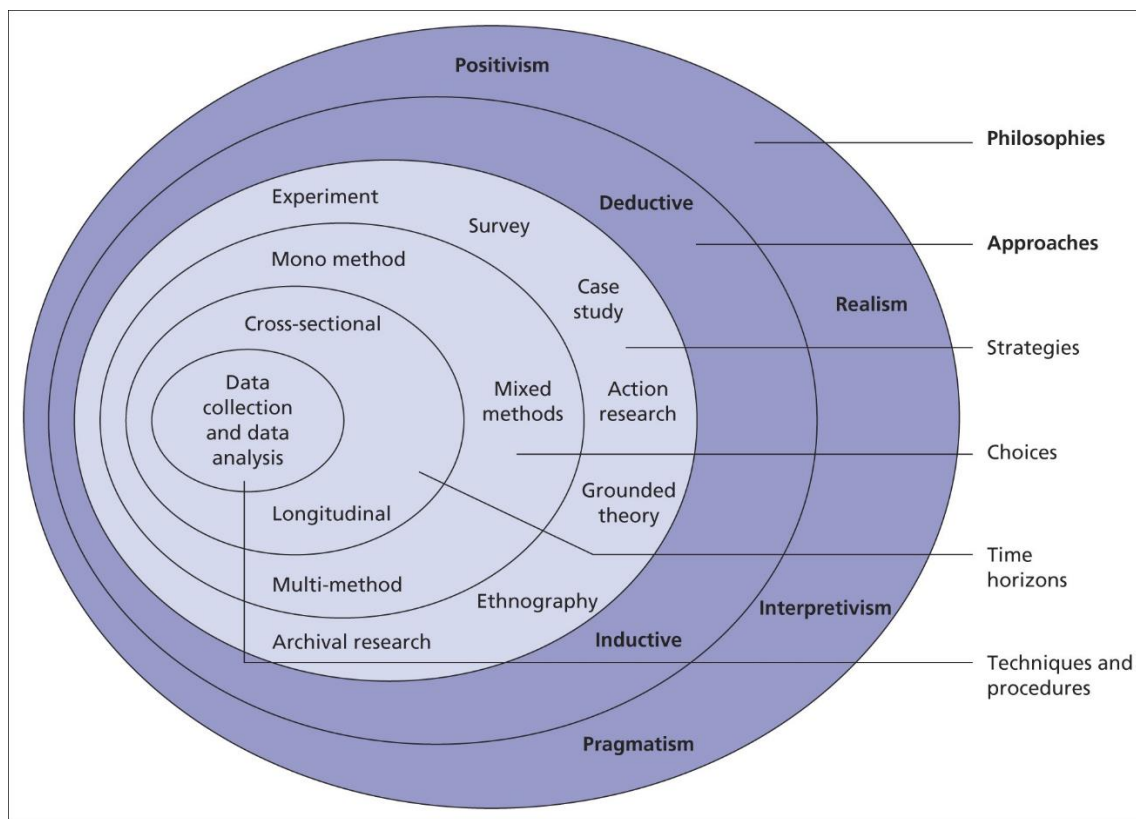 Positivism
Philosophies
Experiment
Deductive
Survey
Approaches
Mono method
Case
study
Realism
Cross-sectional
Strategies
Data
collection
and data
analysis
Mixed
methods
Action
research
Choices
Grounded
theory
Longitudinal
Time
horizons
Multi-method
Ethnography
Interpretivism
Archival research
Inductive
Techniques and
procedures
Pragmatism